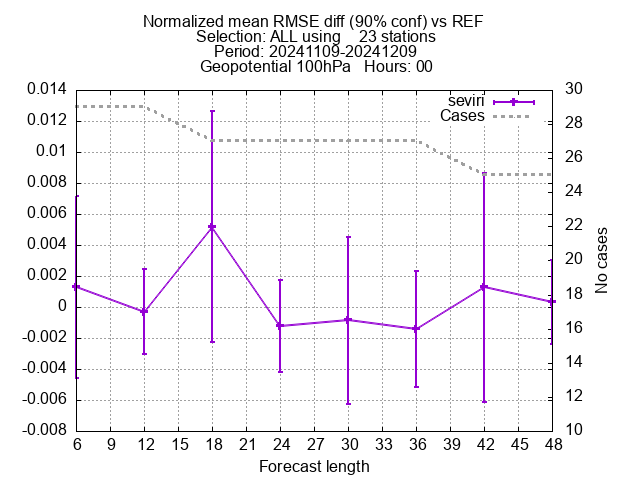 Normalized mean RMSE diff (90% conf) vs REF
Selection: ALL using    23 stations
Period: 20241109-20241209
Geopotential 100hPa   Hours: 00
seviri
Cases
0.014
0.012
0.01
0.008
0.006
0.004
0.002
0
-0.002
-0.004
-0.006
-0.008
30
28
26
24
22
20
18
16
14
12
10
No cases
6 9 12 15 18 21 24 27 30 33 36 39 42 45 48
Forecast length